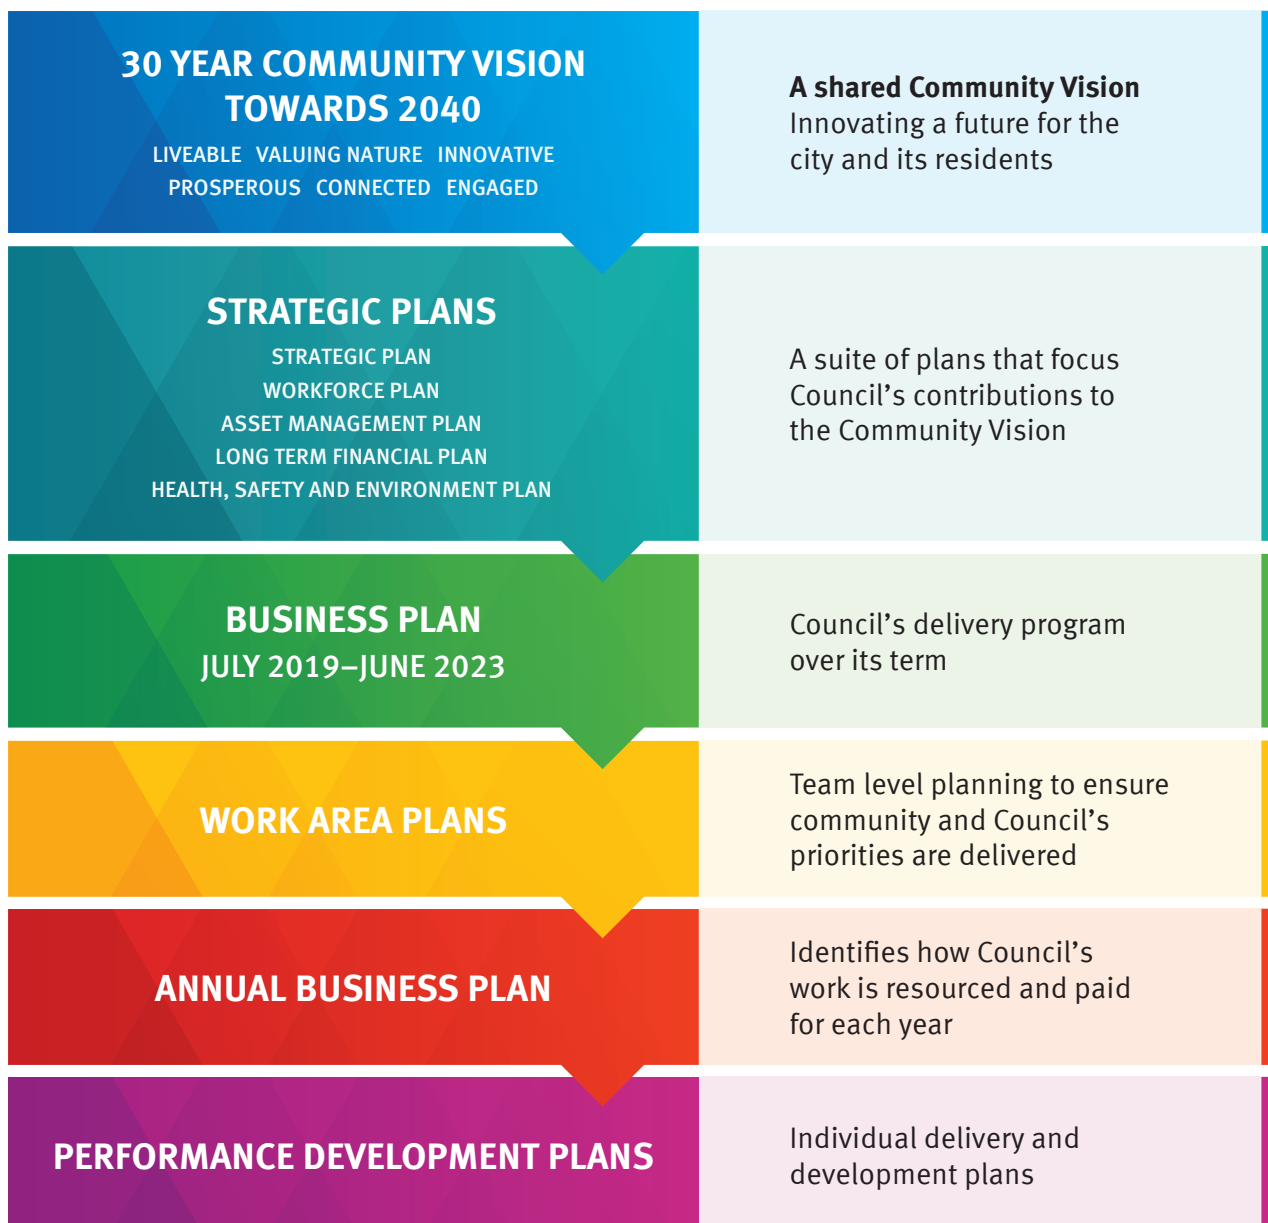 30 YEAR COMMUNITY VISION
TOWARDS 2040
LIVEABLE VALUING NATURE INNOVATIVE
PROSPEROUS CONNECTED ENGAGED
A shared Community Vision
Innovating a future for the
city and its residents
STRATEGIC PLANS
STRATEGIC PLAN
WORKFORCE PLAN
ASSET MANAGEMENT PLAN
LONG TERM FINANCIAL PLAN
HEALTH, SAFETY AND ENVIRONMENT PLAN
A suite of plans that focus
Council’s contributions to
the Community Vision
BUSINESS PLAN
JULY 2019–JUNE 2023
Council’s delivery program
over its term
WORK AREA PLANS
Team level planning to ensure
community and Council’s
priorities are delivered
ANNUAL BUSINESS PLAN
Identifies how Council’s
work is resourced and paid
for each year
PERFORMANCE DEVELOPMENT PLANS
Individual delivery and
development plans